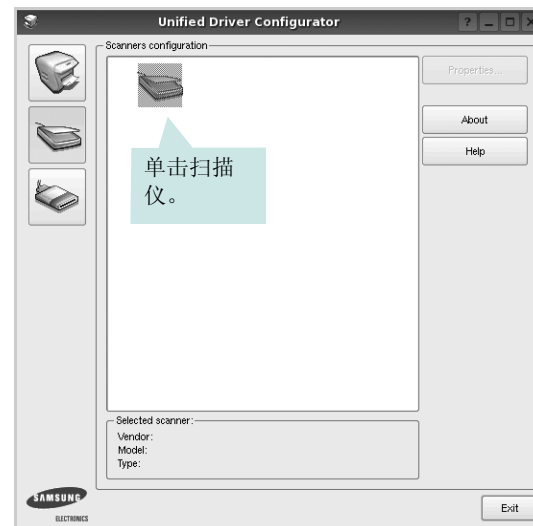 Unified Driver Configurator
Scanners configuration
Properties...
About
Help
单击扫描
仪。
Selected scanner:
Vendor:
Model:
Type:
SAMSUNG
ELECTRONICS
Exit